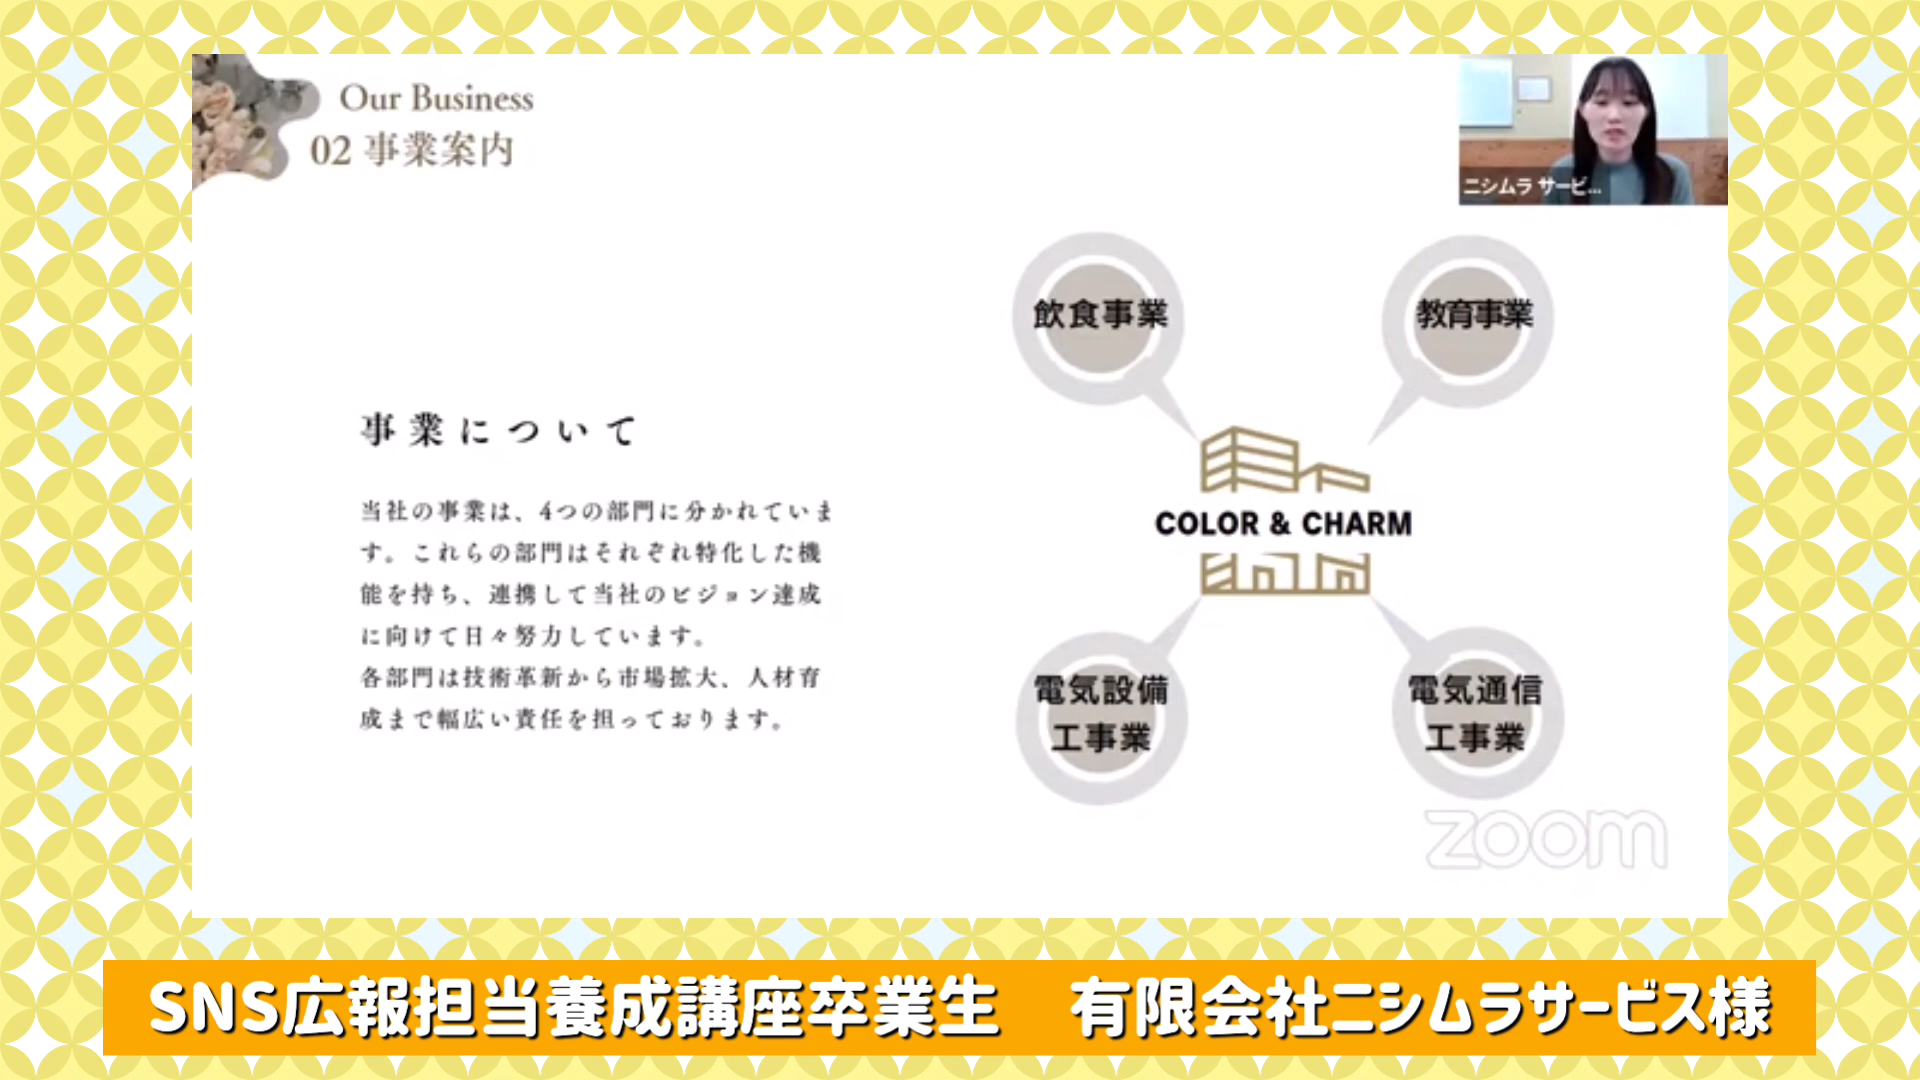 Our Business
02 事業案内
ニシムラ サービ...
飲食事業
教育事業
事業について
当社の事業は、4つの部門に分かれていま
す。これらの部門はそれぞれ特化した機
能を持ち、連携して当社のビジョン達成
に向けて日々努力しています。
各部門は技術革新から市場拡大、人材育
成まで幅広い責任を担っております。
COLOR & CHARM
電気設備
工事業
電気通信
工事業
zoom
SNS広報担当養成講座卒業生　有限会社ニシムラサービス様